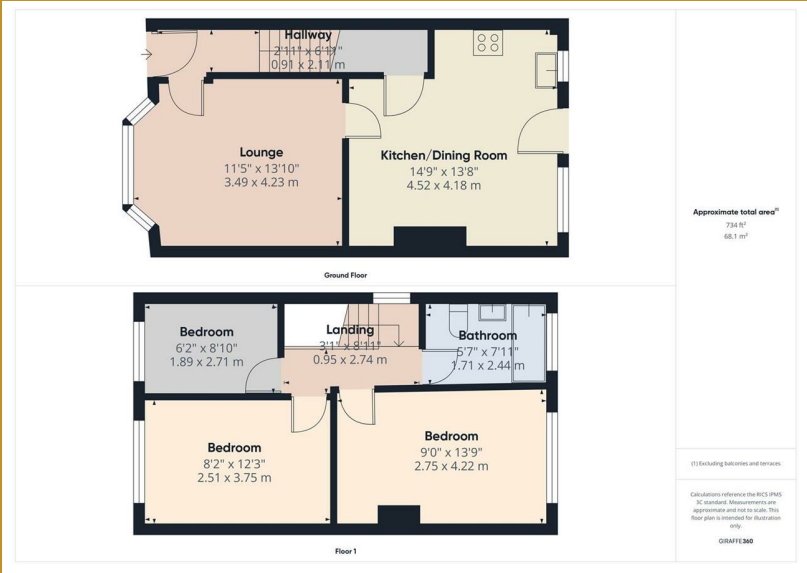 Hallway
2'11" x 6'11"
0.91 x 2.11 m
Lounge
11'5" x 13'10"
3.49 x 4.23 m
Kitchen/Dining Room
14'9" x 13'8"
4.52 x 4.18 m
Ground Floor
Bedroom
6'2" x 8'10"
1.89 x 2.71 m
Landing
3'1" x 8'11"
0.95 x 2.74 m
Bathroom
5'7" x 7'11"
1.71 x 2.44 m
Bedroom
8'2" x 12'3"
2.51 x 3.75 m
Bedroom
9'0" x 13'9"
2.75 x 4.22 m
Floor 1
Approximate total area(1)
734 ft²
68.1 m²
(1) Excluding balconies and terraces
Calculations reference the RICS IPMS
3C standard. Measurements are
approximate and not to scale. This
floor plan is intended for illustration
only.
GIRAFFE360